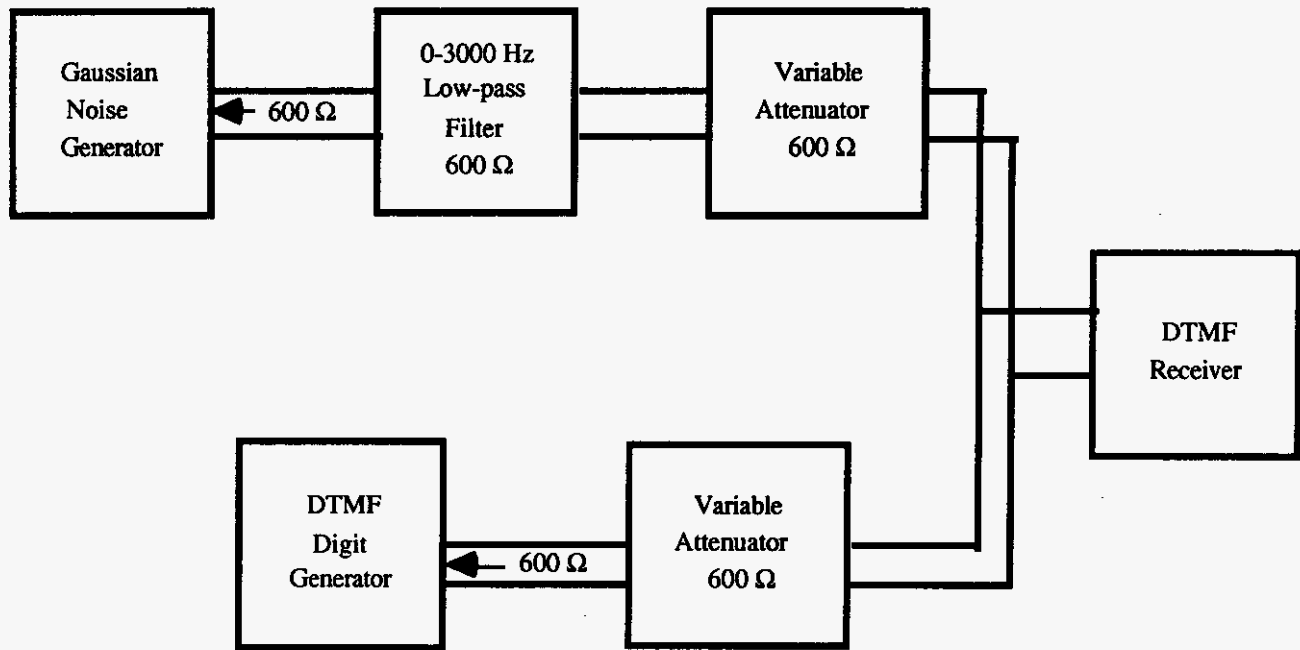 Gaussian
Noise
Generator
600 Ω
0-3000 Hz
Low-pass
Filter
600 Ω
Variable
Attenuator
600 Ω
DTMF
Receiver
DTMF
Digit
Generator
600 Ω
Variable
Attenuator
600 Ω